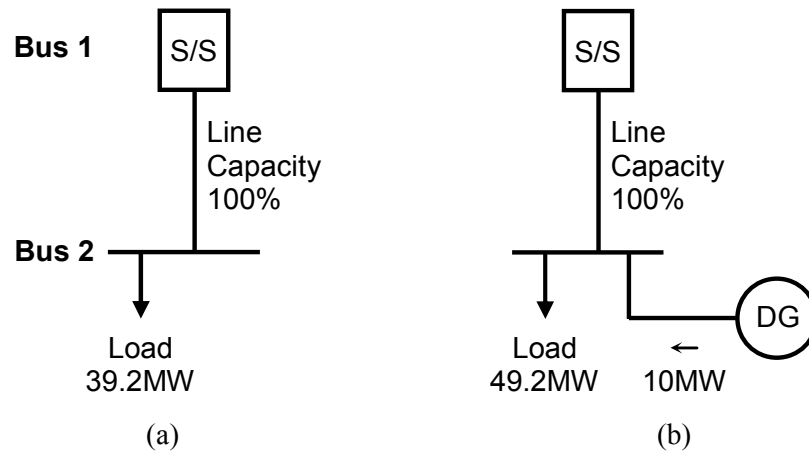 Bus 1
S/S
Line
Capacity
100%
Bus 2
Load
39.2MW
(a)
S/S
Line
Capacity
100%
Load
49.2MW
10MW
DG
(b)